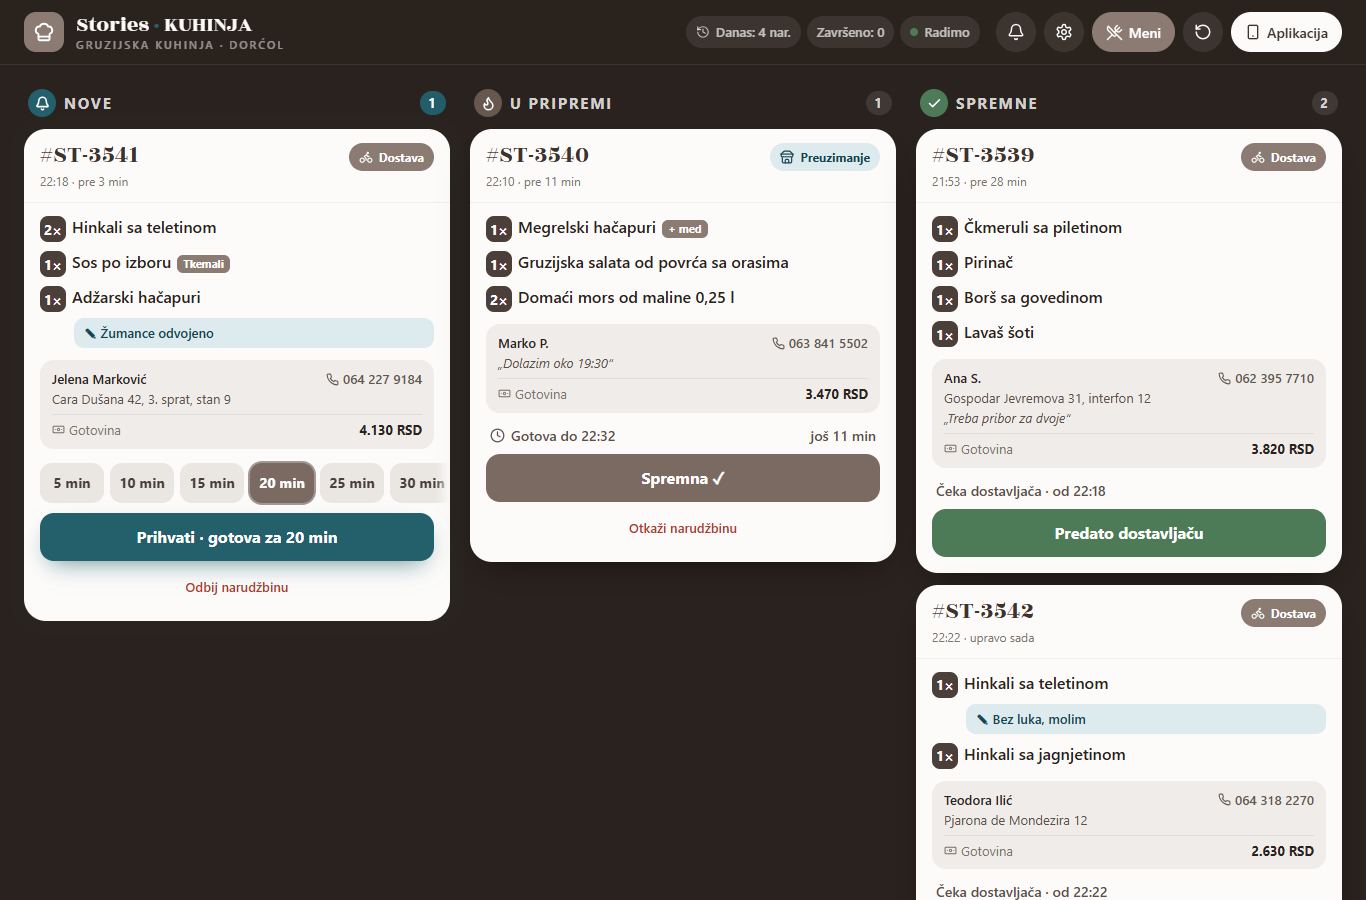 Stories · KUHINJA
GRUZIJSKA KUHINJA · DORĆOL
Danas: 4 nar.
Završeno: 0
Radimo
Meni
Aplikacija
NOVE
1
#ST-3541
Dostava
22:18 · pre 3 min
2× Hinkali sa teletinom
1× Sos po izboru Tkemali
1× Adžarski hačapuri
Žumance odvojeno
Jelena Marković
064 227 9184
Cara Dušana 42, 3. sprat, stan 9
Gotovina
4.130 RSD
5 min
10 min
15 min
20 min
25 min
30 min
Prihvati · gotova za 20 min
Odbij narudžbinu
U PRIPREMI
1
#ST-3540
Preuzimanje
22:10 · pre 11 min
1× Megrelski hačapuri + med
1× Gruzijska salata od povrća sa orasima
2× Domaći mors od maline 0,25 l
Marko P.
063 841 5502
„Dolazim oko 19:30“
Gotovina
3.470 RSD
Gotova do 22:32
još 11 min
Spremna ✓
Otkaži narudžbinu
SPREMNE
2
#ST-3539
Dostava
21:53 · pre 28 min
1× Čkmeruli sa piletinom
1× Pirinač
1× Borš sa govedinom
1× Lavaš šoti
Ana S.
062 395 7710
Gospodar Jevremova 31, interfon 12
„Treba pribor za dvoje“
Gotovina
3.820 RSD
Čeka dostavljača · od 22:18
Predato dostavljaču
#ST-3542
Dostava
22:22 · upravo sada
1× Hinkali sa teletinom
Bez luka, molim
1× Hinkali sa jagnjetinom
Teodora Ilić
064 318 2270
Pjarona de Mondezira 12
Gotovina
2.630 RSD
Čeka dostavljača · od 22:22